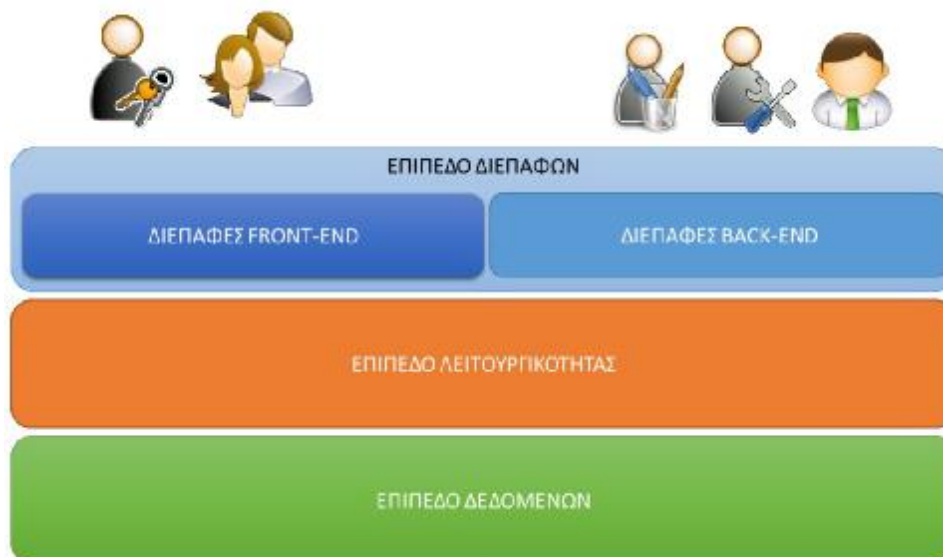 ΕΠΙΠΕΔΟ ΔΙΕΠΑΦΩΝ
ΔΙΕΠΑΦΕΣ FRONT-END
ΔΙΕΠΑΦΕΣ BACK-END
ΕΠΙΠΕΔΟ ΛΕΙΤΟΥΡΓΙΚΟΤΗΤΑΣ
ΕΠΙΠΕΔΟ ΔΕΔΟΜΕΝΩΝ